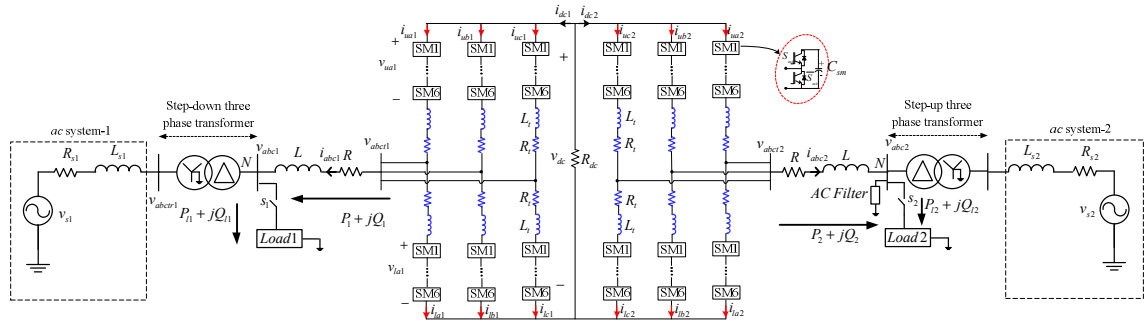 i_dc1 i_dc2
i_ua1 i_ub1 i_uc1 i_uc2 i_ub2 i_ua2
+ SM1 SM1 SM1 + SM1 SM1 SM1
v_ua1
s
s̄
+
C_sm
− SM6 SM6 SM6 SM6 SM6 SM6
L_t L_t
R_t R_t
Step-down three
phase transformer
Step-up three
phase transformer
ac system-1
ac system-2
R_s1 L_s1
N v_abc1 L i_abc1 R v_abct1
v_dc R_dc
v_abct2 R i_abc2 L N v_abc2
L_s2 R_s2
v_s1
v_abctr1
P_l1 + jQ_l1
s_1
Load1
P_1 + jQ_1
R_t R_t
L_t L_t
AC Filter
s_2
P_l2 + jQ_l2
P_2 + jQ_2
Load 2
v_s2
+ SM1 SM1 SM1 SM1 SM1 SM1
v_la1
− SM6 SM6 SM6 − SM6 SM6 SM6
i_la1 i_lb1 i_lc1 i_lc2 i_lb2 i_la2